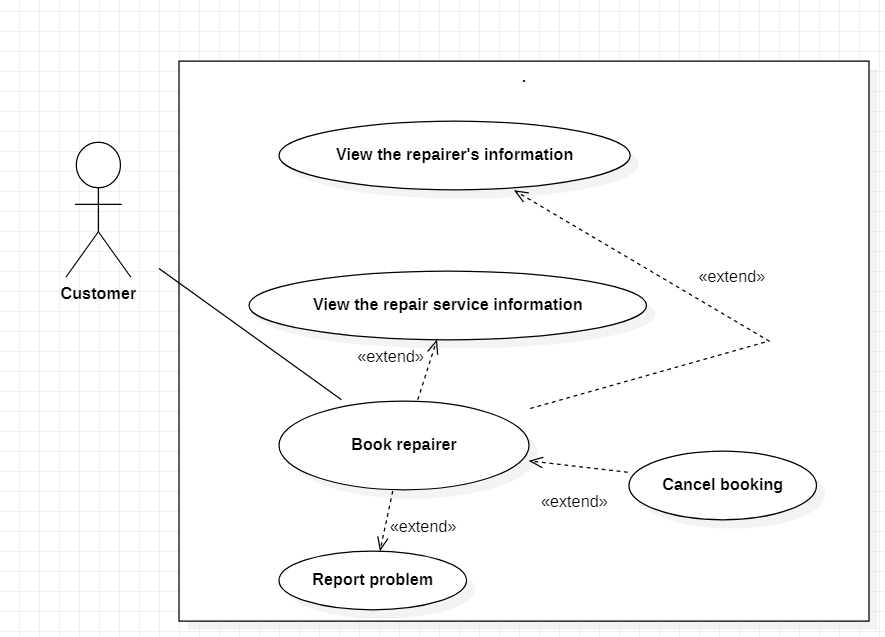 View the repairer's information
«extend»
Customer
View the repair service information
«extend»
Book repairer
Cancel booking
«extend»
«extend»
Report problem